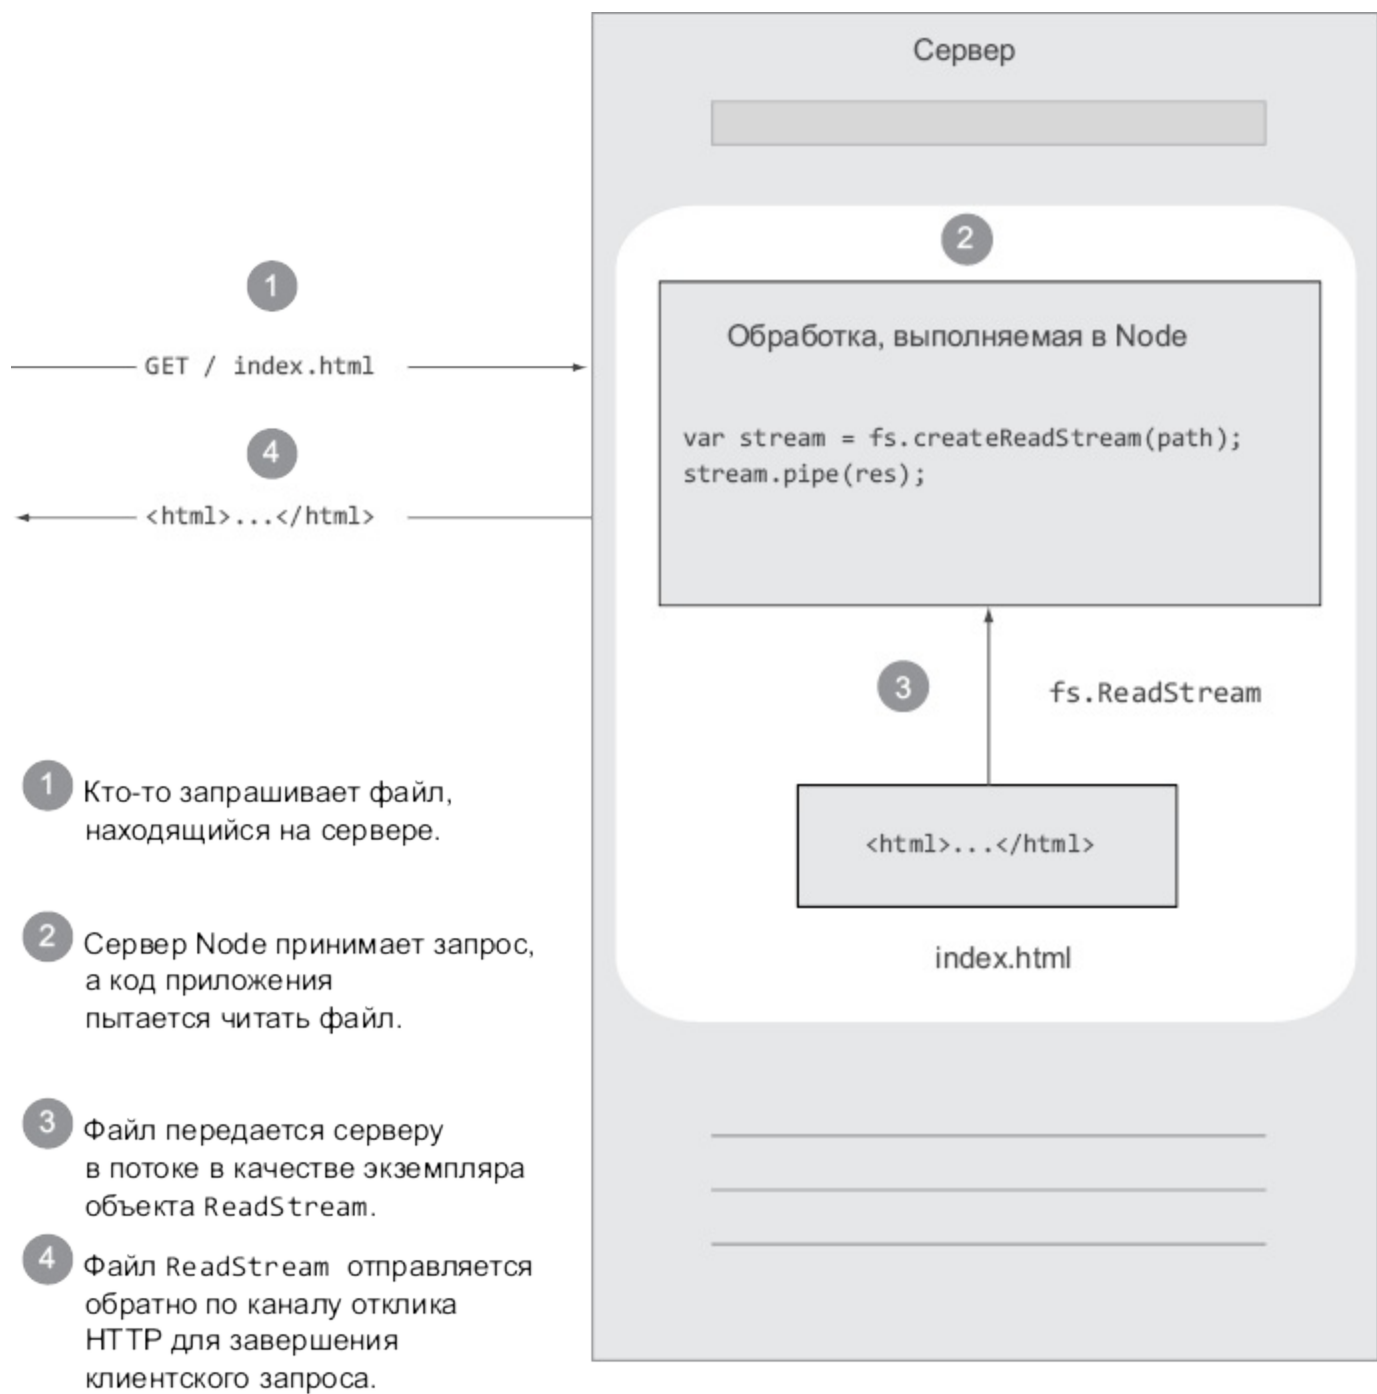 Сервер
2
1
Обработка, выполняемая в Node
GET / index.html
4
var stream = fs.createReadStream(path);
stream.pipe(res);
<html>...</html>
3
fs.ReadStream
<html>...</html>
index.html
1 Кто-то запрашивает файл,
находящийся на сервере.
2 Сервер Node принимает запрос,
а код приложения
пытается читать файл.
3 Файл передается серверу
в потоке в качестве экземпляра
объекта ReadStream.
4 Файл ReadStream отправляется
обратно по каналу отклика
HTTP для завершения
клиентского запроса.